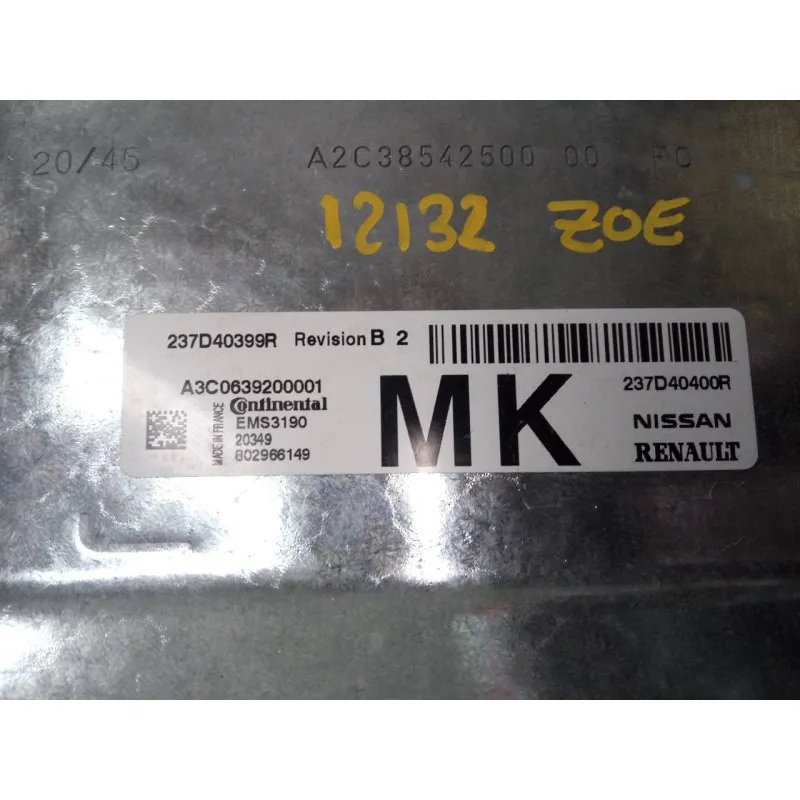 20/45 A2C38542500 00 F0
12132 ZOE
237D40399R Revision B 2
A3C0639200001 MK 237D40400R
MADE IN FRANCE Continental
EMS3190 NISSAN
20349 RENAULT
802966149